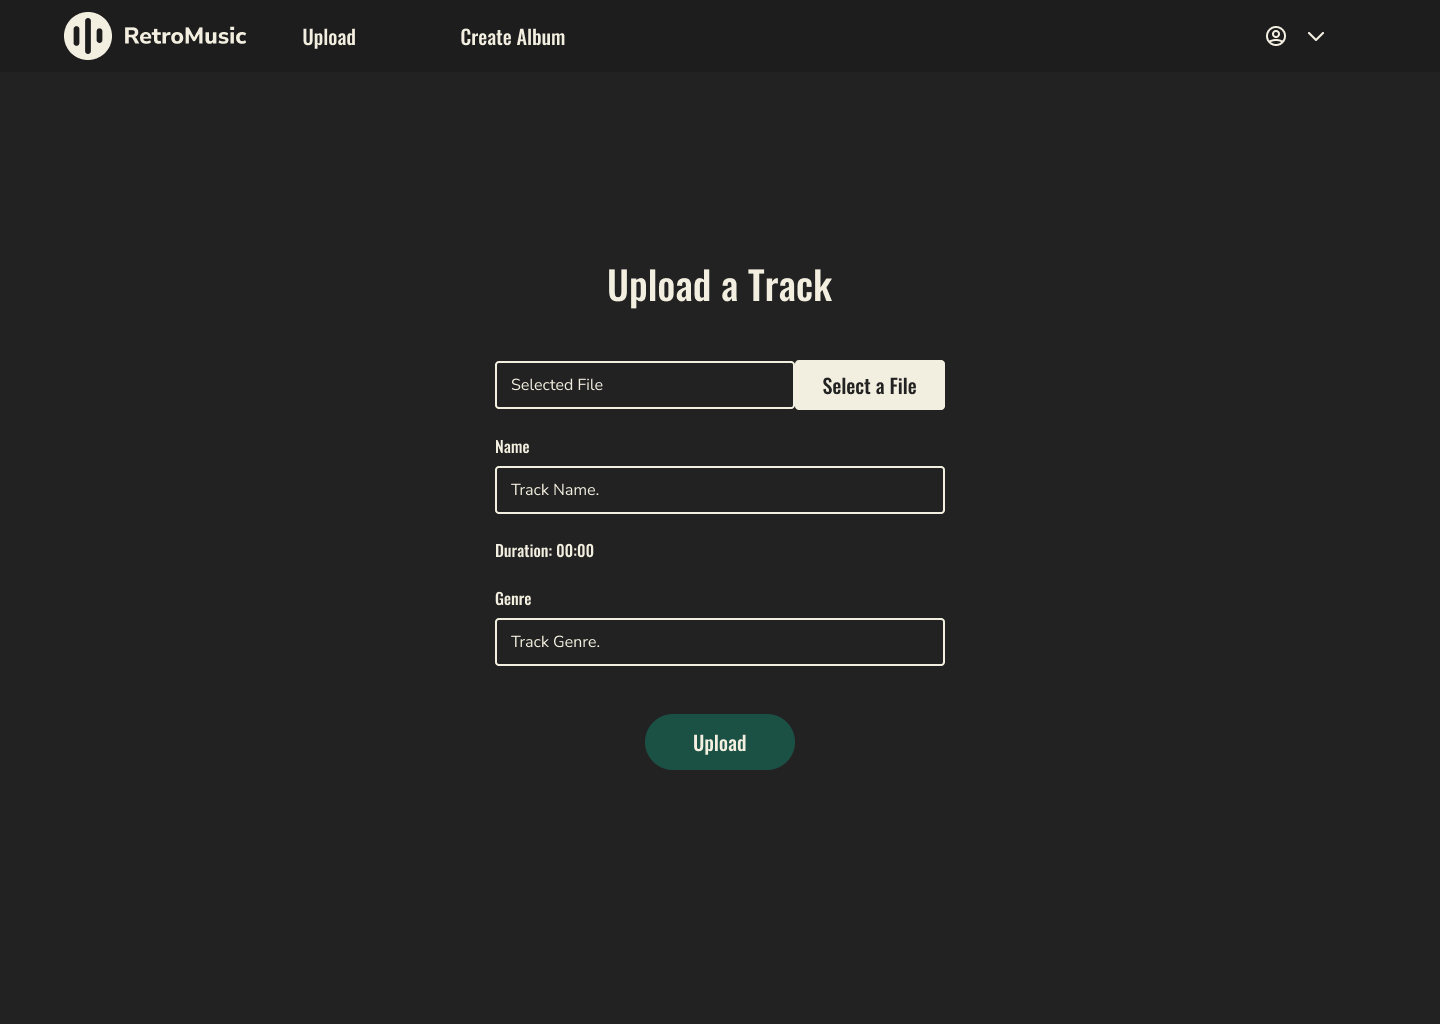 RetroMusic
Upload
Create Album
Upload a Track
Selected File
Select a File
Name
Track Name.
Duration: 00:00
Genre
Track Genre.
Upload